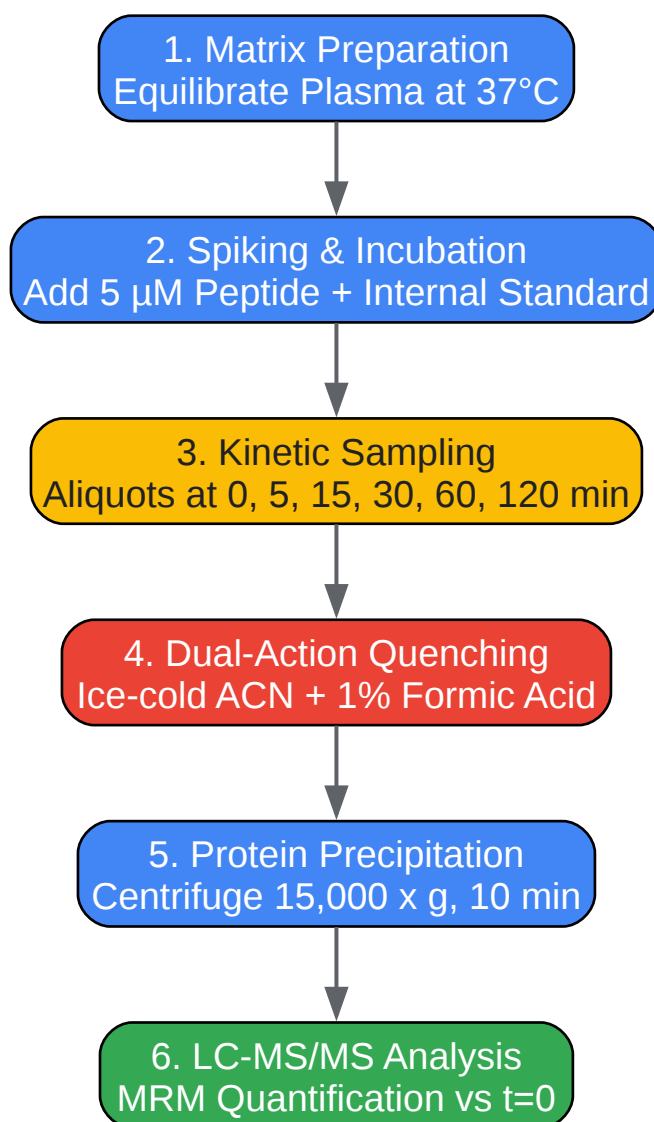 1. Matrix Preparation
Equilibrate Plasma at 37°C
2. Spiking & Incubation
Add 5 µM Peptide + Internal Standard
3. Kinetic Sampling
Aliquots at 0, 5, 15, 30, 60, 120 min
4. Dual-Action Quenching
Ice-cold ACN + 1% Formic Acid
5. Protein Precipitation
Centrifuge 15,000 x g, 10 min
6. LC-MS/MS Analysis
MRM Quantification vs t=0